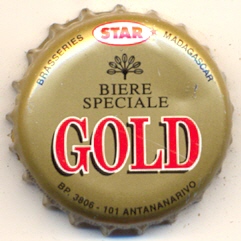 BRASSERIES STAR MADAGASCAR
BIERE
SPECIALE
GOLD
BP 3806 - 101 ANTANANARIVO